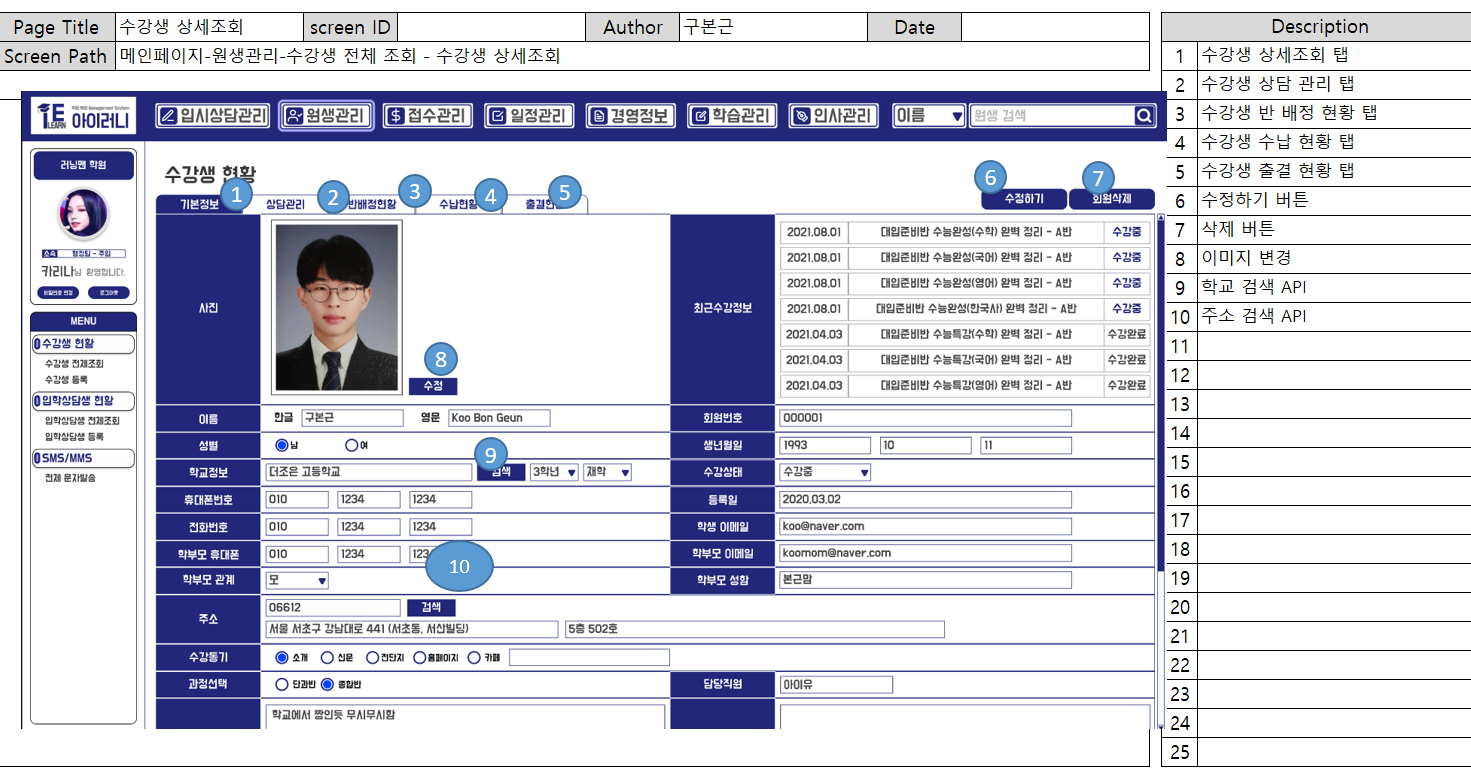 Page Title 수강생 상세조회 screen ID Author 구본근 Date
Screen Path 메인페이지-원생관리-수강생 전체 조회 - 수강생 상세조회
학원 행정 Management System
E LEARN 아이러니
입시상담관리 원생관리 접수관리 일정관리 경영정보 학습관리 인사관리 이름 원생 검색
러닝맨 학원
소속 행정팀 - 주임
카리나님 환영합니다.
비밀번호 변경 로그아웃
MENU
수강생 현황
수강생 전체조회
수강생 등록
입학상담생 현황
입학상담생 전체조회
입학상담생 등록
SMS/MMS
전체 문자발송
수강생 현황
1 2 3 4 5 6 7
기본정보 상담관리 반배정현황 수납현황 출결현황 수정하기 회원삭제
사진
8
수정
최근수강정보
2021.08.01 대입준비반 수능완성(수학) 완벽 정리 - A반 수강중
2021.08.01 대입준비반 수능완성(국어) 완벽 정리 - A반 수강중
2021.08.01 대입준비반 수능완성(영어) 완벽 정리 - A반 수강중
2021.08.01 대입준비반 수능완성(한국사) 완벽 정리 - A반 수강중
2021.04.03 대입준비반 수능특강(수학) 완벽 정리 - A반 수강완료
2021.04.03 대입준비반 수능특강(국어) 완벽 정리 - A반 수강완료
2021.04.03 대입준비반 수능특강(영어) 완벽 정리 - A반 수강완료
이름 한글 구본근 영문 Koo Bon Geun 회원번호 000001
성별 남 여 생년월일 1993 10 11
9
학교정보 더조은 고등학교 검색 3학년 재학 수강상태 수강중
휴대폰번호 010 1234 1234 등록일 2020.03.02
전화번호 010 1234 1234 학생 이메일 koo@naver.com
학부모 휴대폰 010 1234 123 학부모 이메일 koomom@naver.com
10
학부모 관계 모 학부모 성함 본근맘
주소 06612 검색
서울 서초구 강남대로 441 (서초동, 서산빌딩) 5층 502호
수강동기 소개 신문 전단지 홈페이지 카페
과정선택 단과반 종합반 담당직원 아이유
학교에서 짱인듯 무시무시함
Description
1 수강생 상세조회 탭
2 수강생 상담 관리 탭
3 수강생 반 배정 현황 탭
4 수강생 수납 현황 탭
5 수강생 출결 현황 탭
6 수정하기 버튼
7 삭제 버튼
8 이미지 변경
9 학교 검색 API
10 주소 검색 API
11
12
13
14
15
16
17
18
19
20
21
22
23
24
25